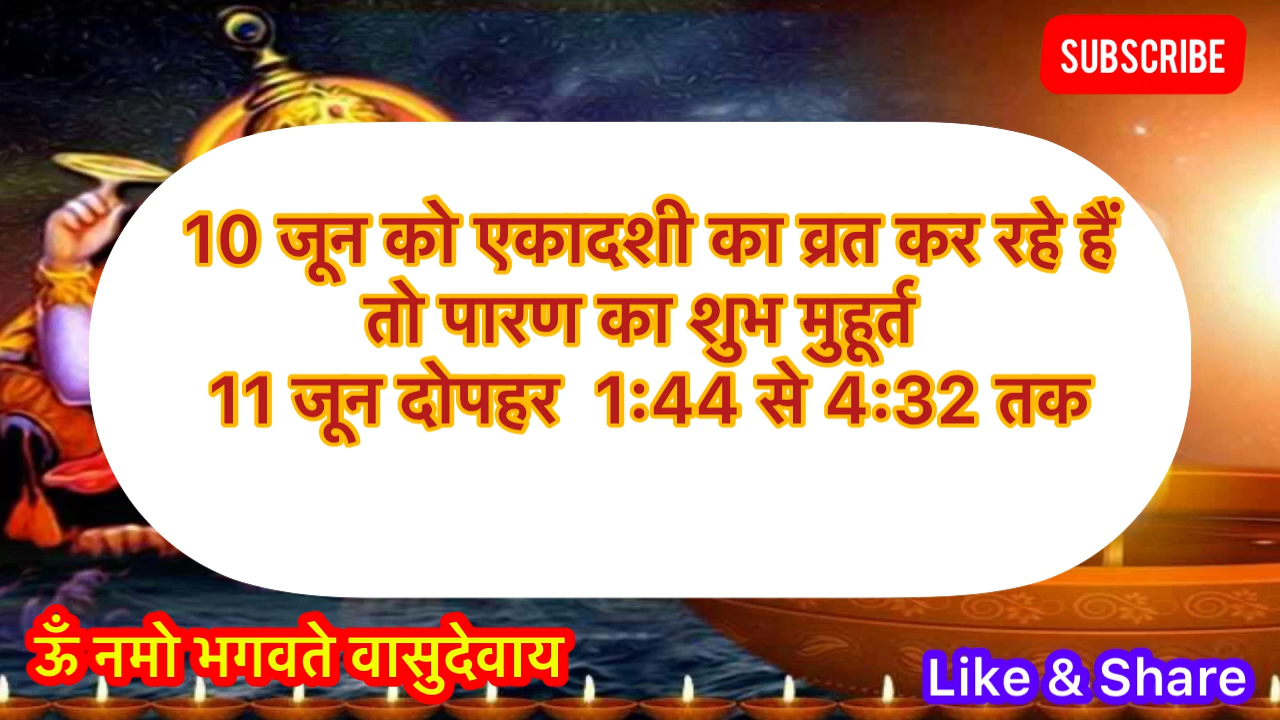 SUBSCRIBE
10 जून को एकादशी का व्रत कर रहे हैं
तो पारण का शुभ मुहूर्त
11 जून दोपहर 1:44 से 4:32 तक
ॐ नमो भगवते वासुदेवाय
Like & Share